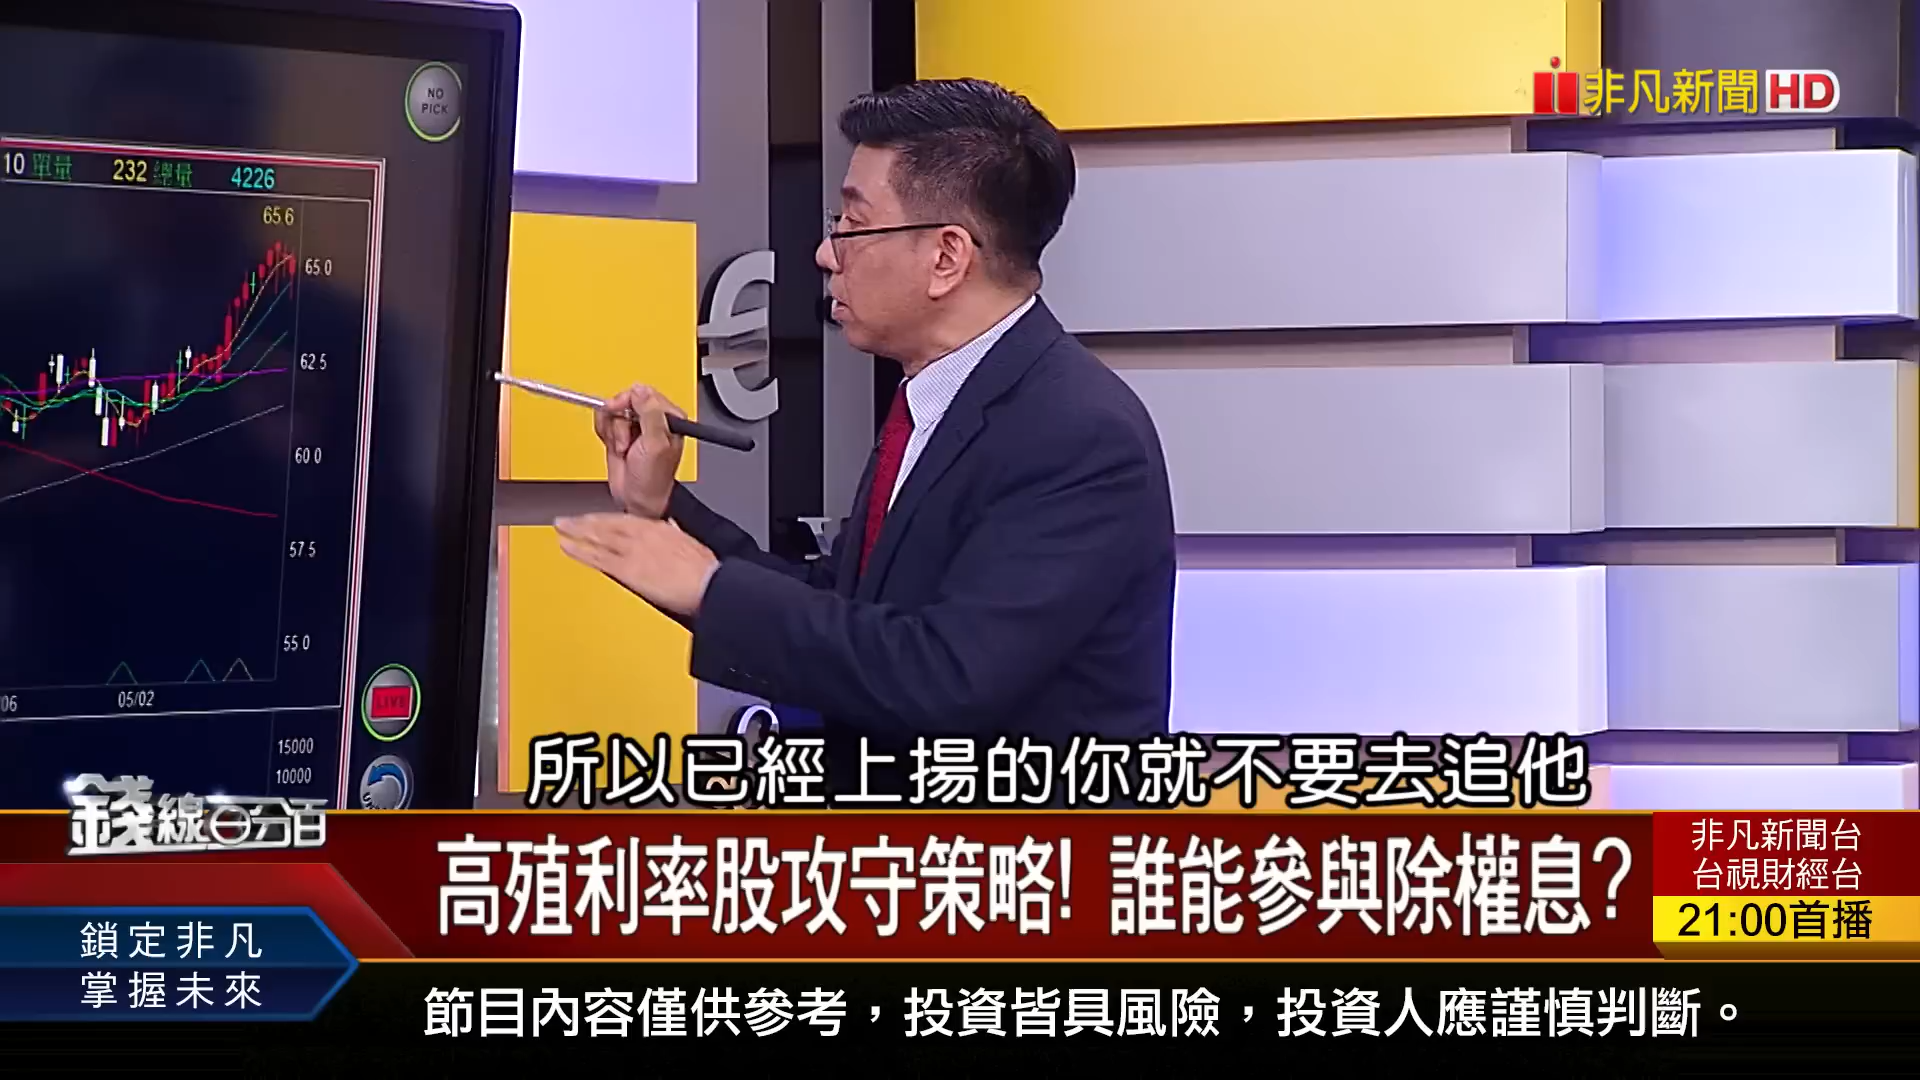 NO
PICK
非凡新聞HD
10 單量 232 總量 4226
65.6
65.0
62.5
60.0
57.5
55.0
/06 05/02
LIVE
15000
10000
所以已經上揚的你就不要去追他
錢線百分百
高殖利率股攻守策略! 誰能參與除權息?
非凡新聞台
台視財經台
21:00首播
鎖定非凡
掌握未來
節目內容僅供參考，投資皆具風險，投資人應謹慎判斷。